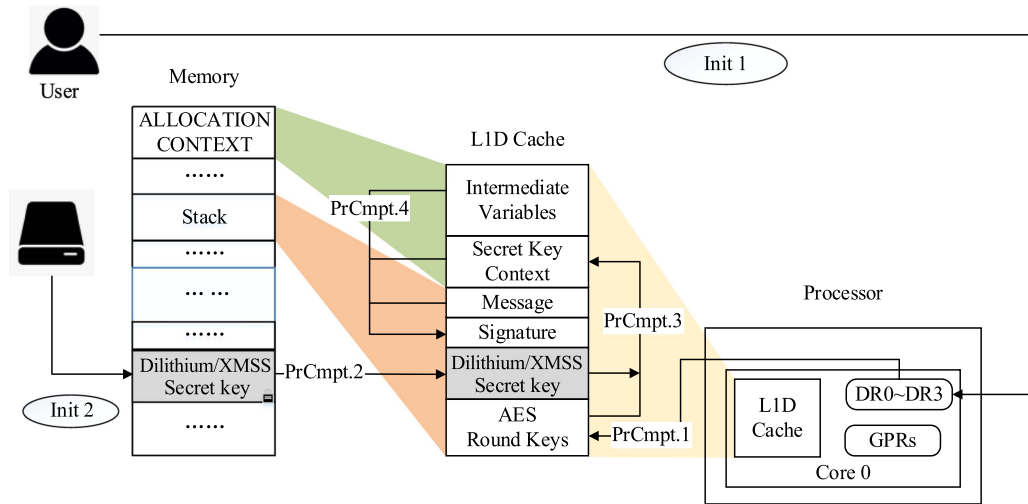 User
Init 1
Memory
ALLOCATION
CONTEXT
......
Stack
......
... ...
......
Dilithium/XMSS
Secret key
......
Init 2
L1D Cache
Intermediate
Variables
Secret Key
Context
Message
Signature
Dilithium/XMSS
Secret key
AES
Round Keys
PrCmpt.4
PrCmpt.2
PrCmpt.3
PrCmpt.1
Processor
L1D
Cache
DR0~DR3
GPRs
Core 0